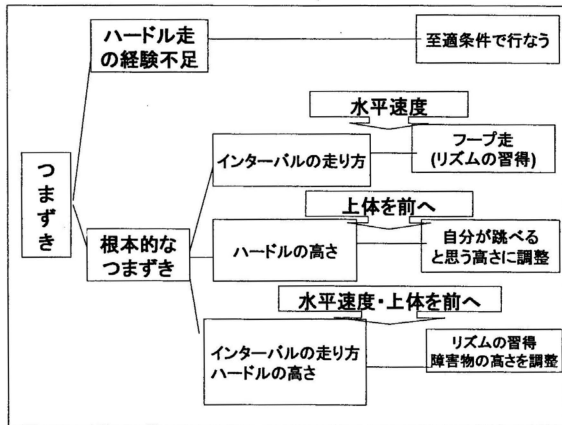 ハードル走
の経験不足
至適条件で行なう
水平速度
つまずき
インターバルの走り方
フープ走
(リズムの習得)
上体を前へ
根本的な
つまずき
ハードルの高さ
自分が跳べる
と思う高さに調整
水平速度・上体を前へ
インターバルの走り方
ハードルの高さ
リズムの習得
障害物の高さを調整